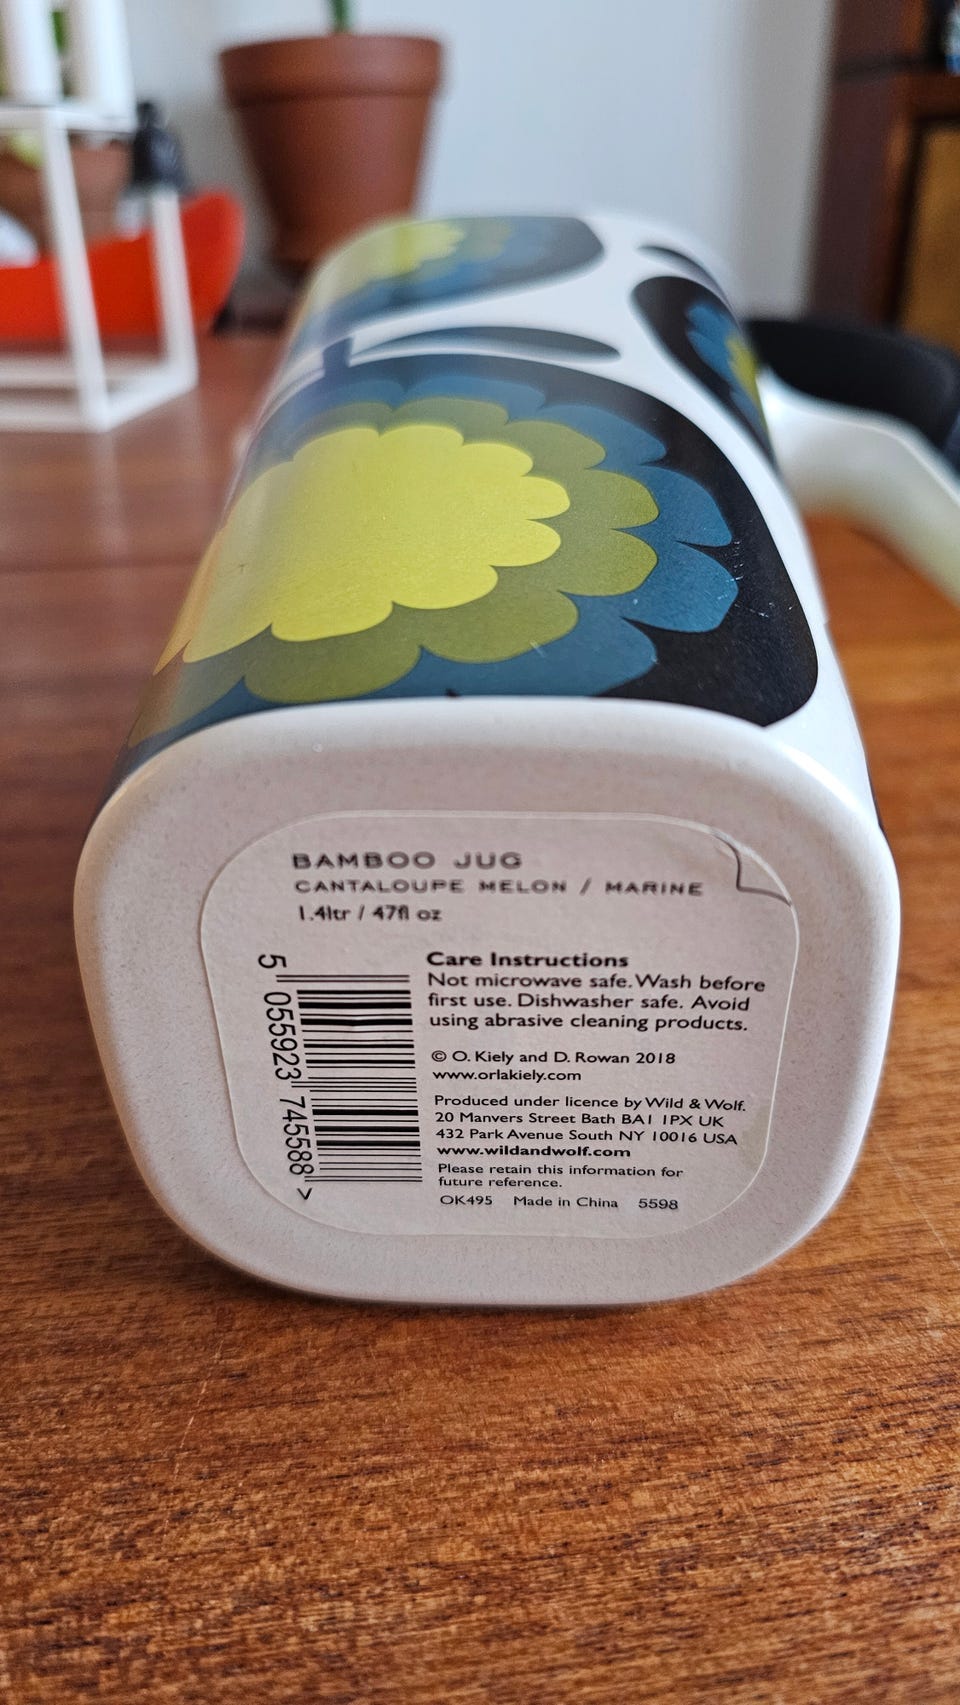 BAMBOO JUG
CANTALOUPE MELON / MARINE
1.4ltr / 47fl oz
Care Instructions
Not microwave safe. Wash before
first use. Dishwasher safe. Avoid
using abrasive cleaning products.
© O. Kiely and D. Rowan 2018
www.orlakiely.com
Produced under licence by Wild & Wolf.
20 Manvers Street Bath BA1 1PX UK
432 Park Avenue South NY 10016 USA
www.wildandwolf.com
Please retain this information for
future reference.
OK495 Made in China 5598
5 055923 745588 >